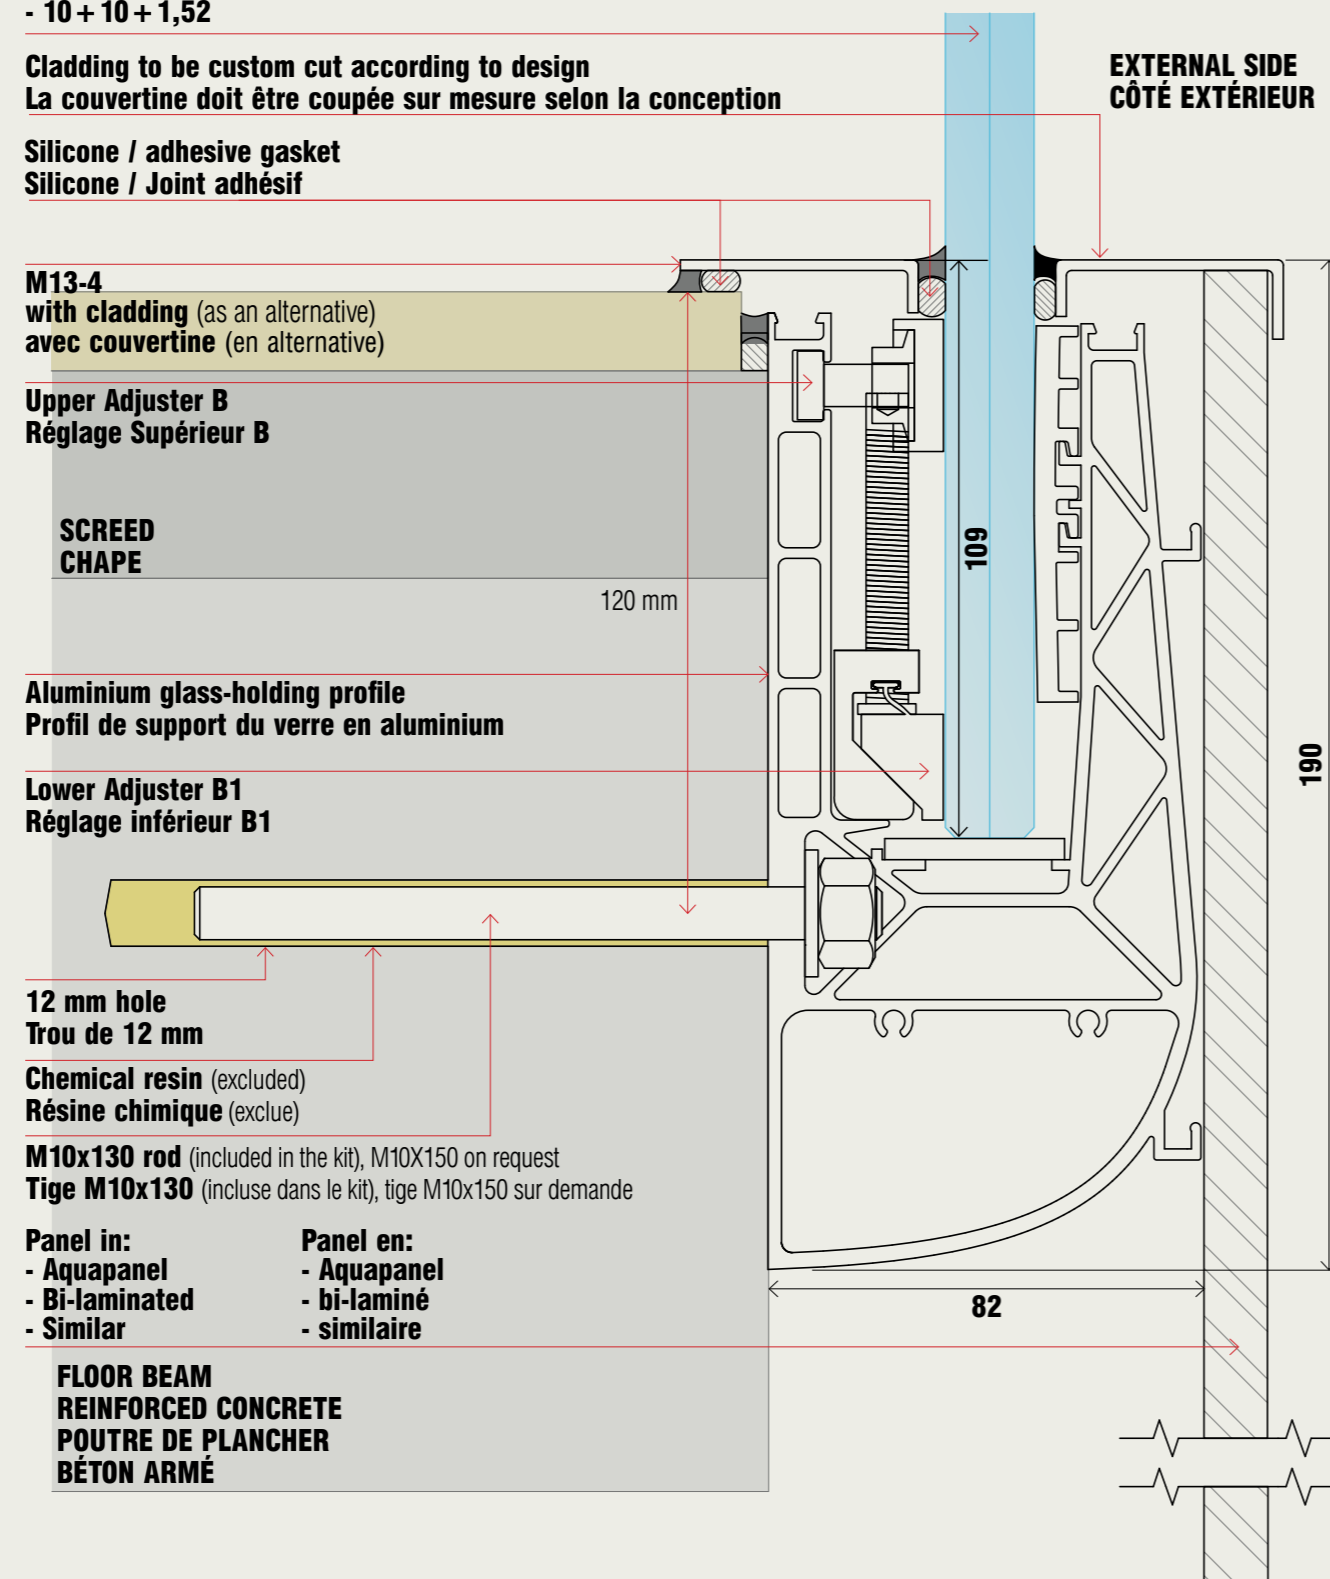 - 10 + 10 + 1,52
Cladding to be custom cut according to design
La couvertine doit être coupée sur mesure selon la conception
EXTERNAL SIDE
CÔTÉ EXTÉRIEUR
Silicone / adhesive gasket
Silicone / Joint adhésif
M13-4
with cladding (as an alternative)
avec couvertine (en alternative)
Upper Adjuster B
Réglage Supérieur B
SCREED
CHAPE
109
120 mm
Aluminium glass-holding profile
Profil de support du verre en aluminium
190
Lower Adjuster B1
Réglage inférieur B1
12 mm hole
Trou de 12 mm
Chemical resin (excluded)
Résine chimique (exclue)
M10x130 rod (included in the kit), M10X150 on request
Tige M10x130 (incluse dans le kit), tige M10x150 sur demande
Panel in:
- Aquapanel
- Bi-laminated
- Similar
Panel en:
- Aquapanel
- bi-laminé
- similaire
82
FLOOR BEAM
REINFORCED CONCRETE
POUTRE DE PLANCHER
BÉTON ARMÉ